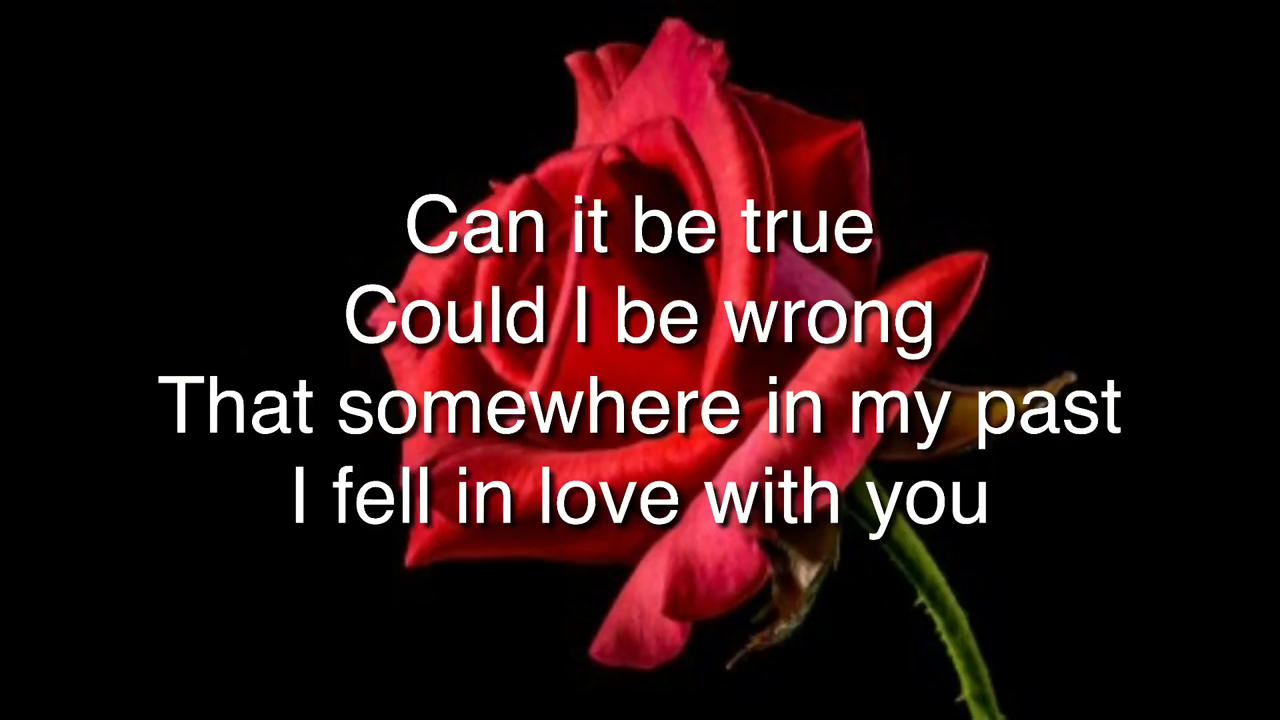 Can it be true
Could I be wrong
That somewhere in my past
I fell in love with you